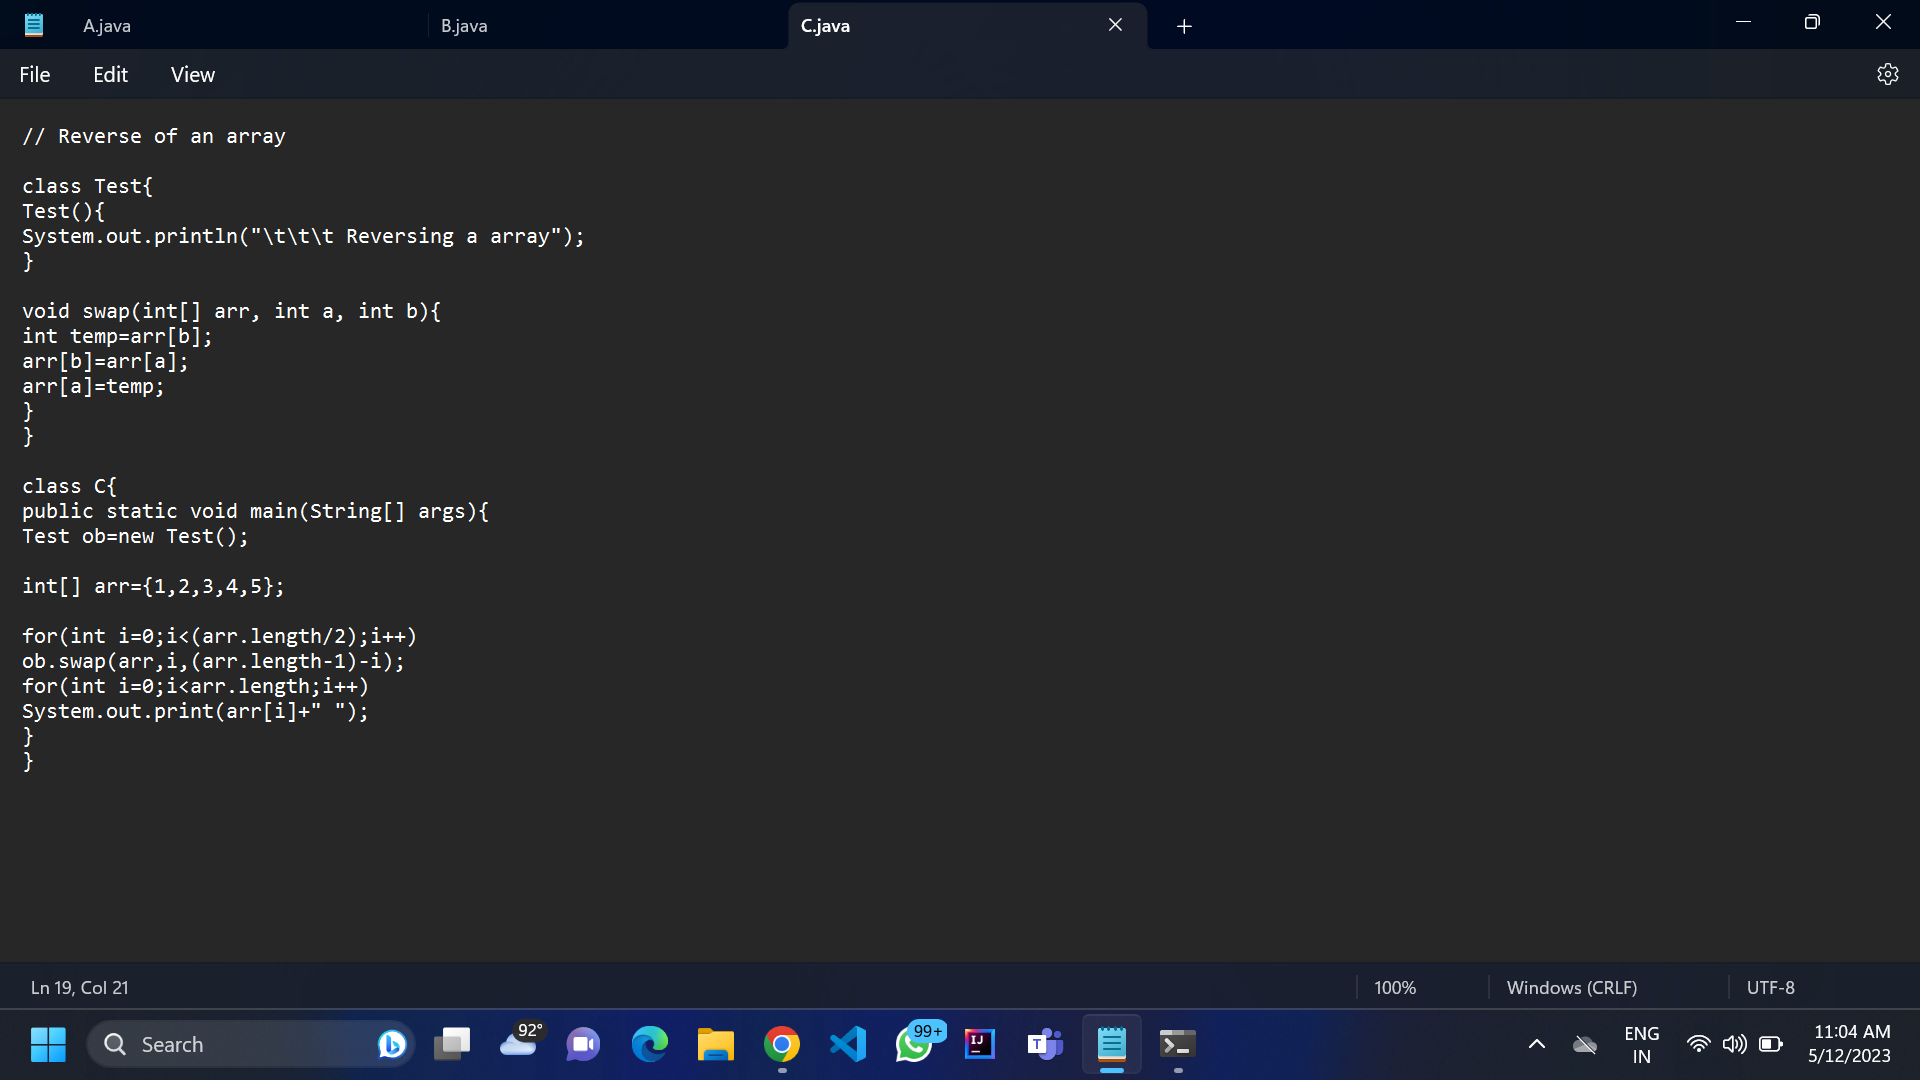 A.java
B.java
C.java
File
Edit
View
// Reverse of an array
class Test{
Test(){
System.out.println("\t\t\t Reversing a array");
}
void swap(int[] arr, int a, int b){
int temp=arr[b];
arr[b]=arr[a];
arr[a]=temp;
}
}
class C{
public static void main(String[] args){
Test ob=new Test();
int[] arr={1,2,3,4,5};
for(int i=0;i<(arr.length/2);i++)
ob.swap(arr,i,(arr.length-1)-i);
for(int i=0;i<arr.length;i++)
System.out.print(arr[i]+" ");
}
}
Ln 19, Col 21
100%
Windows (CRLF)
UTF-8
Search
92°
99+
IJ
T
ENG
IN
11:04 AM
5/12/2023